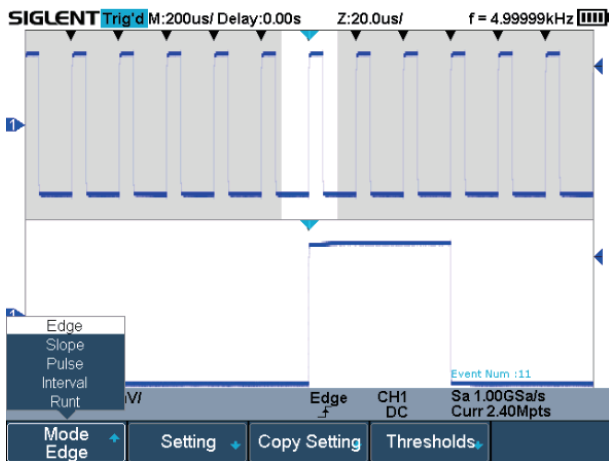 SIGLENT Trig'd M:200us/ Delay:0.00s Z:20.0us/ f = 4.99999kHz
1
1
Edge
Slope
Pulse
Interval
Runt
Event Num :11
V/ Edge CH1 Sa 1.00GSa/s
DC Curr 2.40Mpts
Mode Setting Copy Setting Thresholds
Edge